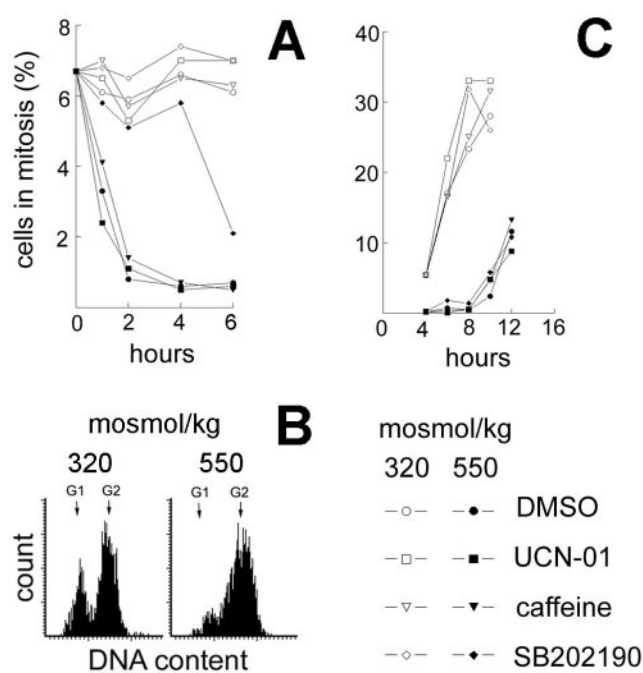 A
cells in mitosis (%)
8
6
4
2
0 2 4 6
hours
C
40
30
20
10
0 4 8 12 16
hours
B
mosmol/kg
320 550
G1 G2 G1 G2
count
DNA content
mosmol/kg
320 550
DMSO
UCN-01
caffeine
SB202190